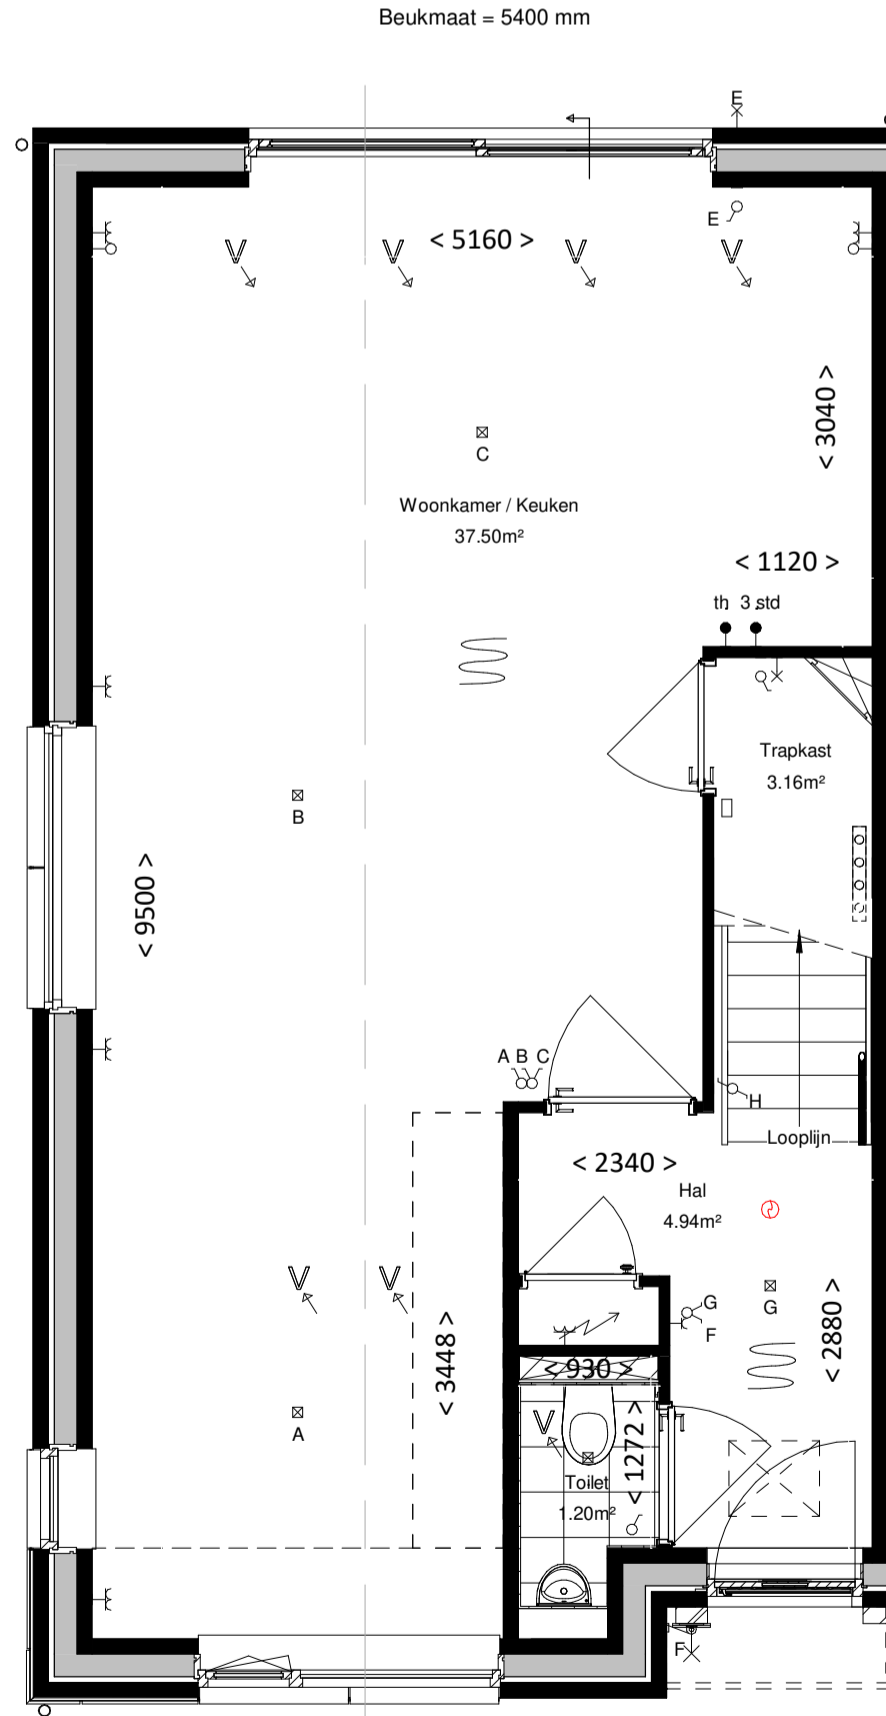 Beukmaat = 5400 mm
E
E
V V V V
< 5160 >
< 3040 >
C
Woonkamer / Keuken
37.50m²
< 1120 >
th 3 std
Trapkast
3.16m²
B
< 9500 >
A B C
H
Looplijn
< 2340 >
Hal
4.94m²
V V
G
F
G
< 2880 >
< 3448 >
< 930 >
A
V
< 1272 >
Toilet
1.20m²
F